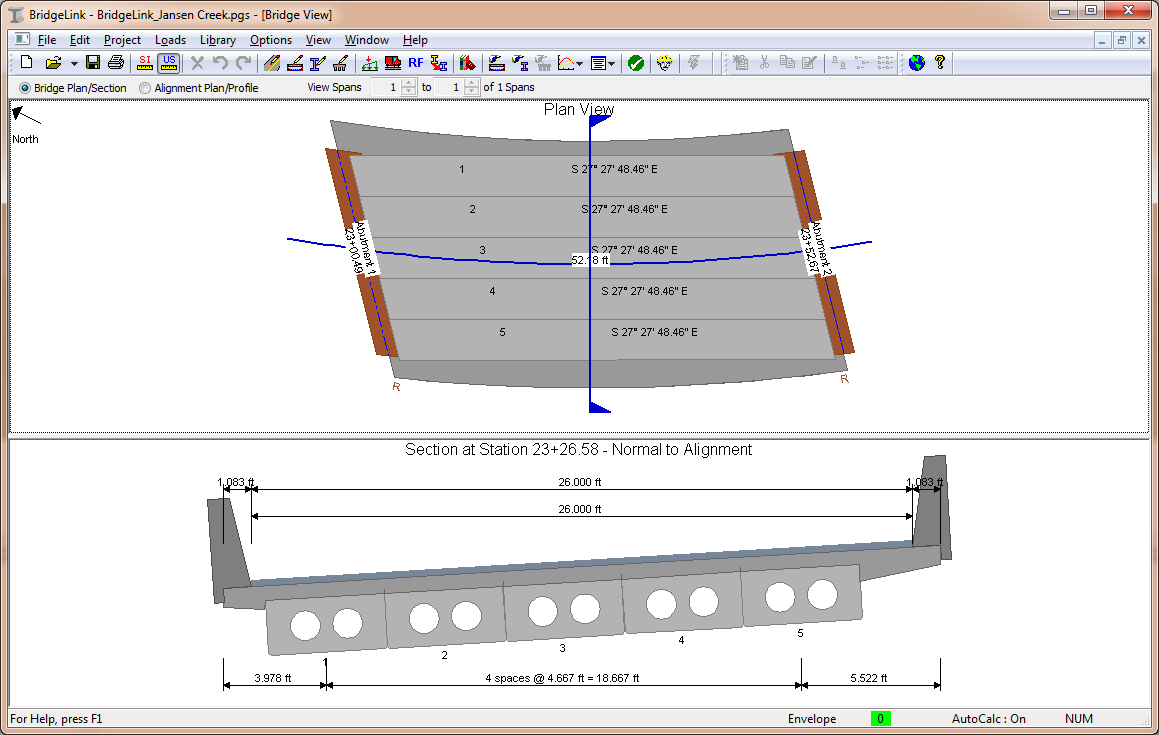 BridgeLink - BridgeLink_Jansen Creek.pgs - [Bridge View]
File Edit Project Loads Library Options View Window Help
SI US RF
Bridge Plan/Section Alignment Plan/Profile View Spans 1 to 1 of 1 Spans
Plan View
North
1 S 27° 27' 48.46" E
2 S 27° 27' 48.46" E
3 S 27° 27' 48.46" E
Abutment 1
23+00.49
52.18 ft
Abutment 2
23+52.67
4 S 27° 27' 48.46" E
5 S 27° 27' 48.46" E
R R
Section at Station 23+26.58 - Normal to Alignment
1.083 ft 26.000 ft 1.083 ft
26.000 ft
1 2 3 4 5
3.978 ft 4 spaces @ 4.667 ft = 18.667 ft 5.522 ft
For Help, press F1 Envelope 0 AutoCalc : On NUM